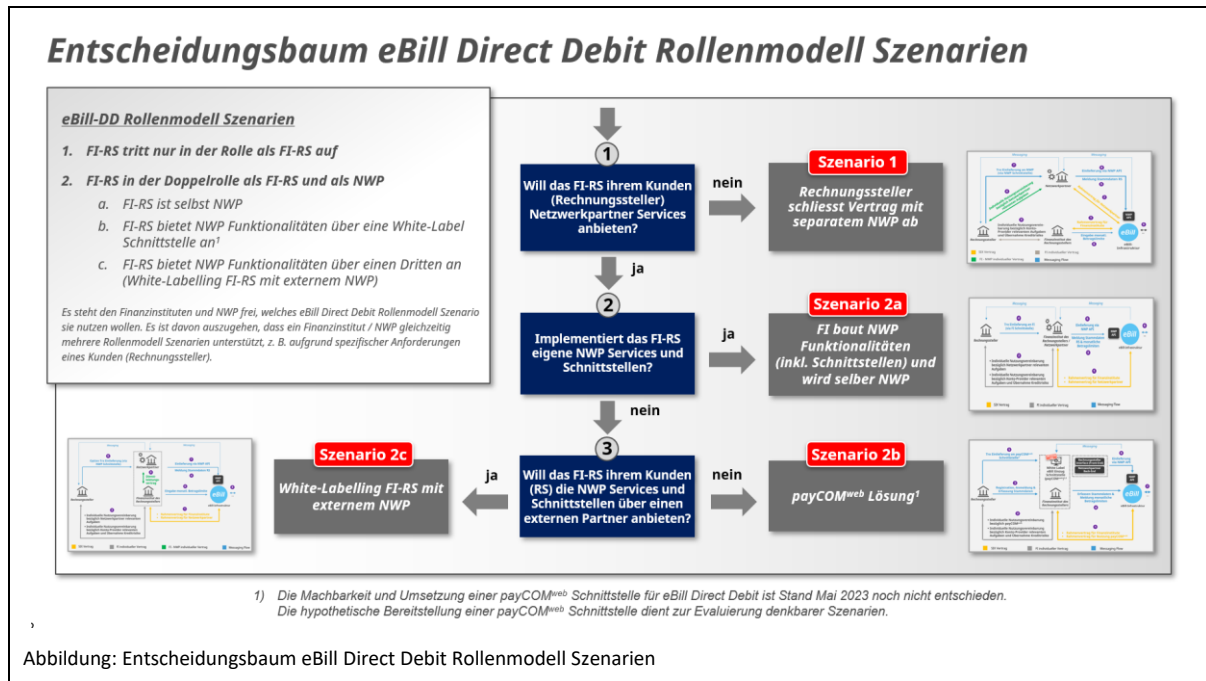 Entscheidungsbaum eBill Direct Debit Rollenmodell Szenarien
eBill-DD Rollenmodell Szenarien
1. FI-RS tritt nur in der Rolle als FI-RS auf
2. FI-RS in der Doppelrolle als FI-RS und als NWP
a. FI-RS ist selbst NWP
b. FI-RS bietet NWP Funktionalitäten über eine White-Label
Schnittstelle an¹
c. FI-RS bietet NWP Funktionalitäten über einen Dritten an
(White-Labelling FI-RS mit externem NWP)
Es steht den Finanzinstituten und NWP frei, welches eBill Direct Debit Rollenmodell Szenario
sie nutzen wollen. Es ist davon auszugehen, dass ein Finanzinstitut / NWP gleichzeitig
mehrere Rollenmodell Szenarien unterstützt, z. B. aufgrund spezifischer Anforderungen
eines Kunden (Rechnungssteller).
1
Will das FI-RS ihrem Kunden
(Rechnungssteller)
Netzwerkpartner Services
anbieten?
nein
Szenario 1
Rechnungssteller
schliesst Vertrag mit
separatem NWP ab
eBill
ja
2
Implementiert das FI-RS
eigene NWP Services und
Schnittstellen?
ja
Szenario 2a
FI baut NWP
Funktionalitäten
(inkl. Schnittstellen) und
wird selber NWP
eBill
nein
3
Will das FI-RS ihrem Kunden
(RS) die NWP Services und
Schnittstellen über einen
externen Partner anbieten?
nein
Szenario 2b
payCOMweb Lösung¹
eBill
ja
Szenario 2c
White-Labelling FI-RS mit
externem NWP
eBill
1) Die Machbarkeit und Umsetzung einer payCOMweb Schnittstelle für eBill Direct Debit ist Stand Mai 2023 noch nicht entschieden.
Die hypothetische Bereitstellung einer payCOMweb Schnittstelle dient zur Evaluierung denkbarer Szenarien.
Abbildung: Entscheidungsbaum eBill Direct Debit Rollenmodell Szenarien